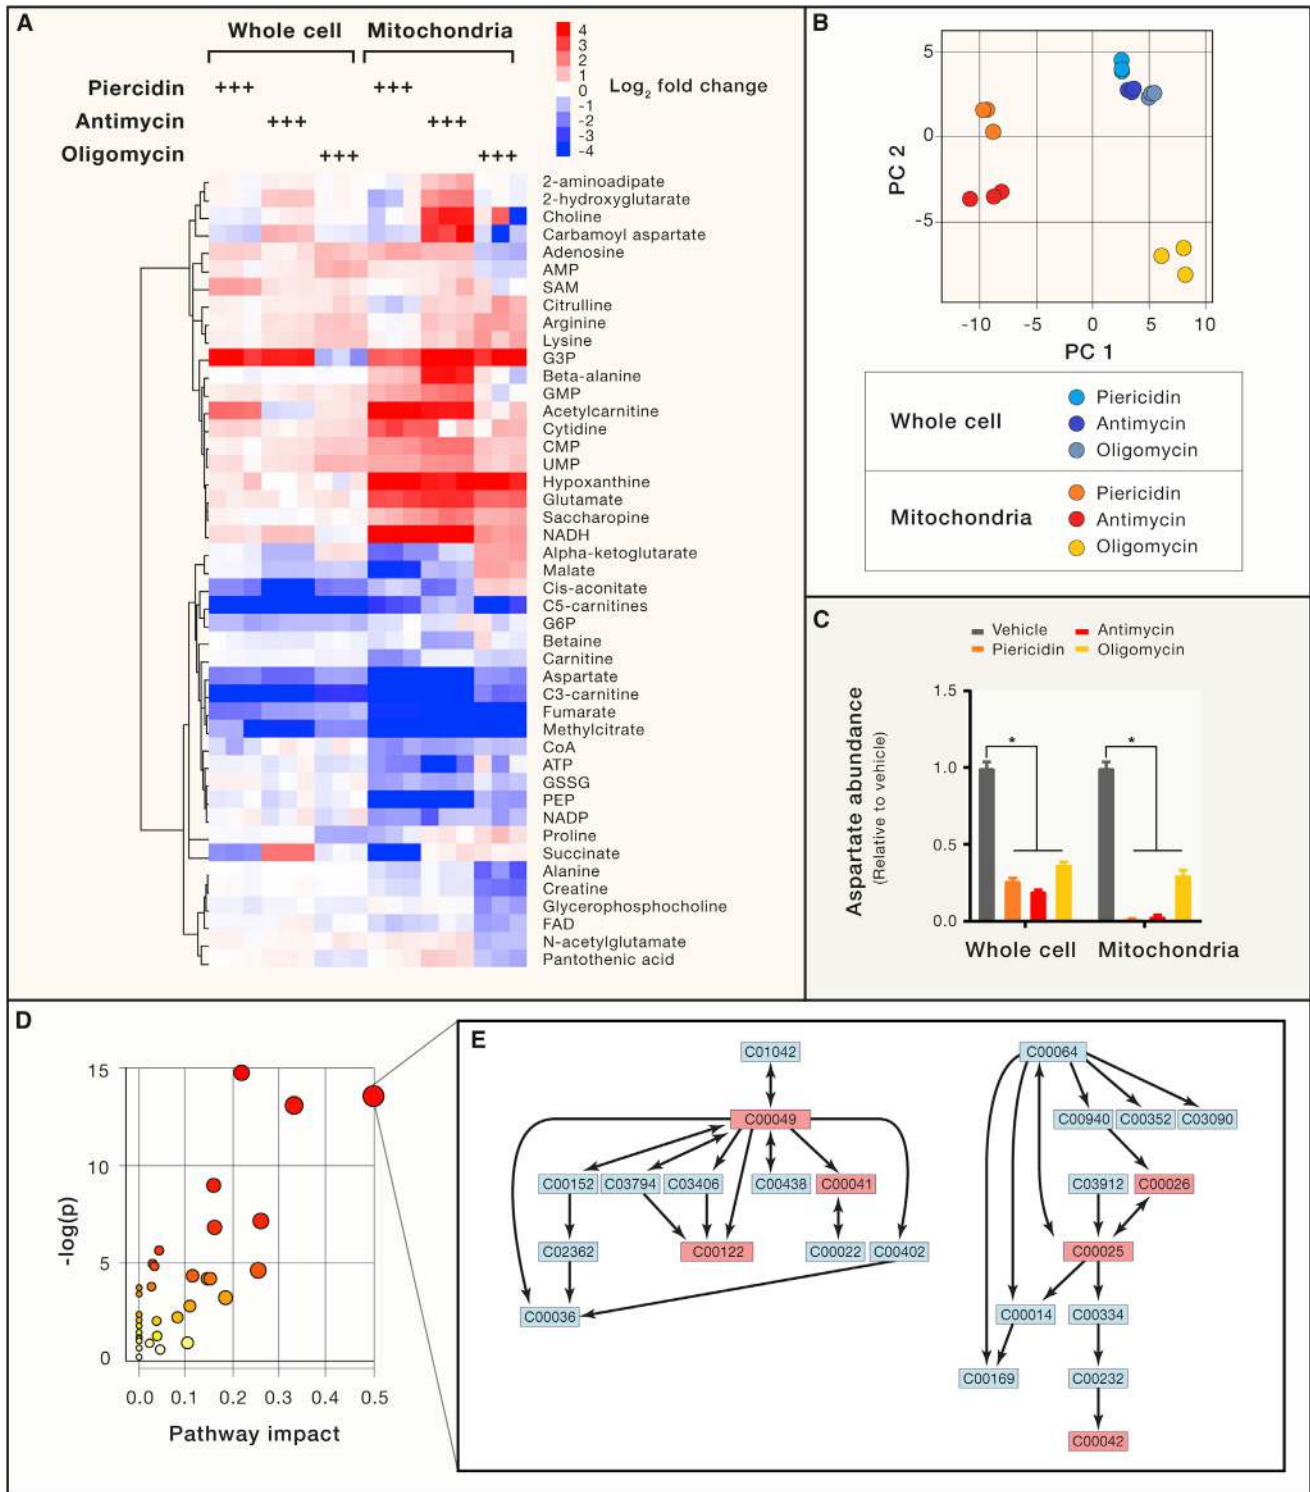 A
Whole cell Mitochondria
Piercidin +++ +++
Antimycin +++ +++
Oligomycin +++ +++
4
3
2
1
0
-1
-2
-3
-4
Log2 fold change
2-aminoadipate
2-hydroxyglutarate
Choline
Carbamoyl aspartate
Adenosine
AMP
SAM
Citrulline
Arginine
Lysine
G3P
Beta-alanine
GMP
Acetylcarnitine
Cytidine
CMP
UMP
Hypoxanthine
Glutamate
Saccharopine
NADH
Alpha-ketoglutarate
Malate
Cis-aconitate
C5-carnitines
G6P
Betaine
Carnitine
Aspartate
C3-carnitine
Fumarate
Methylcitrate
CoA
ATP
GSSG
PEP
NADP
Proline
Succinate
Alanine
Creatine
Glycerophosphocholine
FAD
N-acetylglutamate
Pantothenic acid
B
5
0
-5
PC 2
-10 -5 0 5 10
PC 1
Whole cell
Piericidin
Antimycin
Oligomycin
Mitochondria
Piericidin
Antimycin
Oligomycin
C
Vehicle Antimycin
Piericidin Oligomycin
Aspartate abundance
(Relative to vehicle)
1.5
1.0
0.5
0.0
* *
Whole cell Mitochondria
D
15
10
5
0
-log(p)
0.0 0.1 0.2 0.3 0.4 0.5
Pathway impact
E
C01042 C00064
C00049 C00940 C00352 C03090
C00152 C03794 C03406 C00438 C00041 C03912 C00026
C02362 C00122 C00022 C00402 C00025
C00036 C00014 C00334
C00169 C00232
C00042